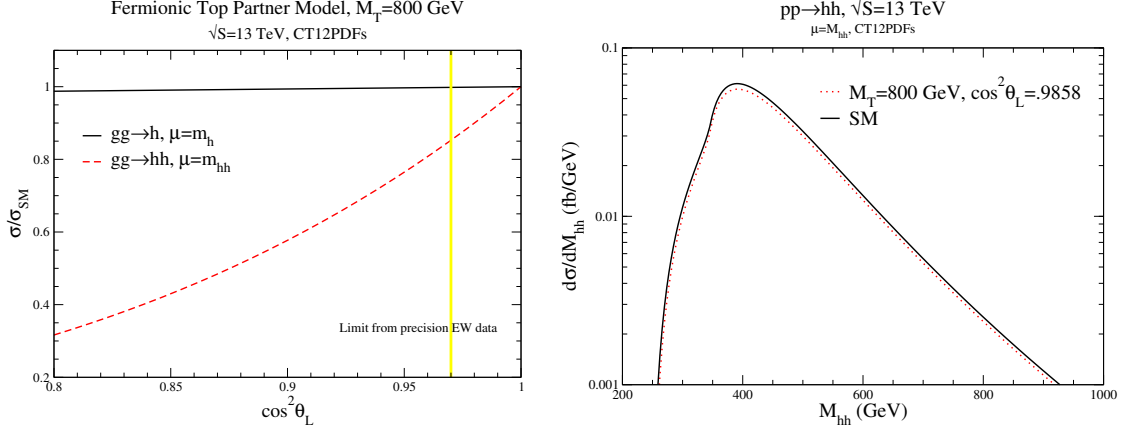 Fermionic Top Partner Model, M_T=800 GeV
√S=13 TeV, CT12PDFs
σ/σ_SM
1
0.8
0.6
0.4
0.2
gg→h, μ=m_h
gg→hh, μ=m_hh
Limit from precision EW data
0.8
0.85
0.9
0.95
1
cos²θ_L
pp→hh, √S=13 TeV
μ=M_hh, CT12PDFs
dσ/dM_hh (fb/GeV)
0.1
0.01
0.001
M_T=800 GeV, cos²θ_L=.9858
SM
200
400
600
800
1000
M_hh (GeV)